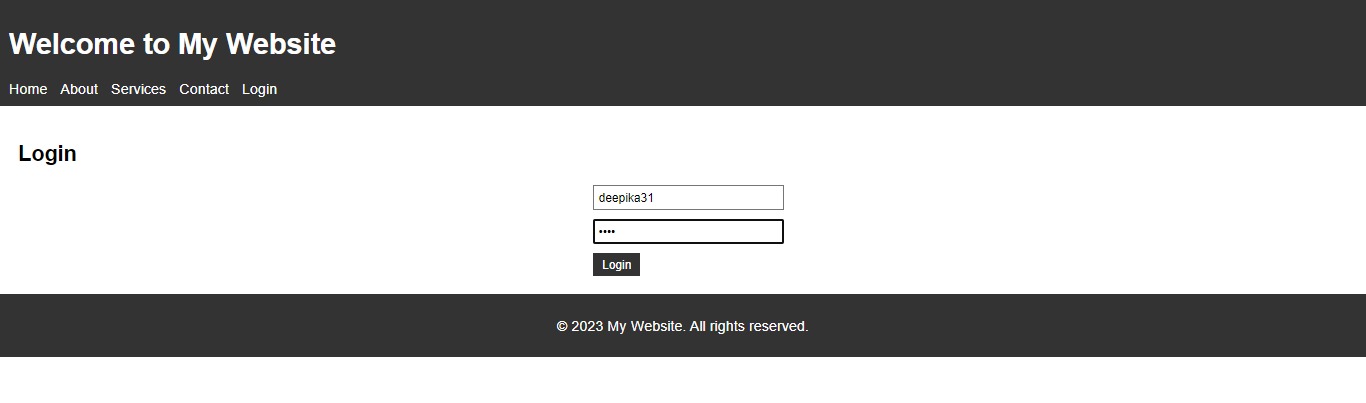 Welcome to My Website
Home About Services Contact Login
Login
deepika31
••••
Login
© 2023 My Website. All rights reserved.